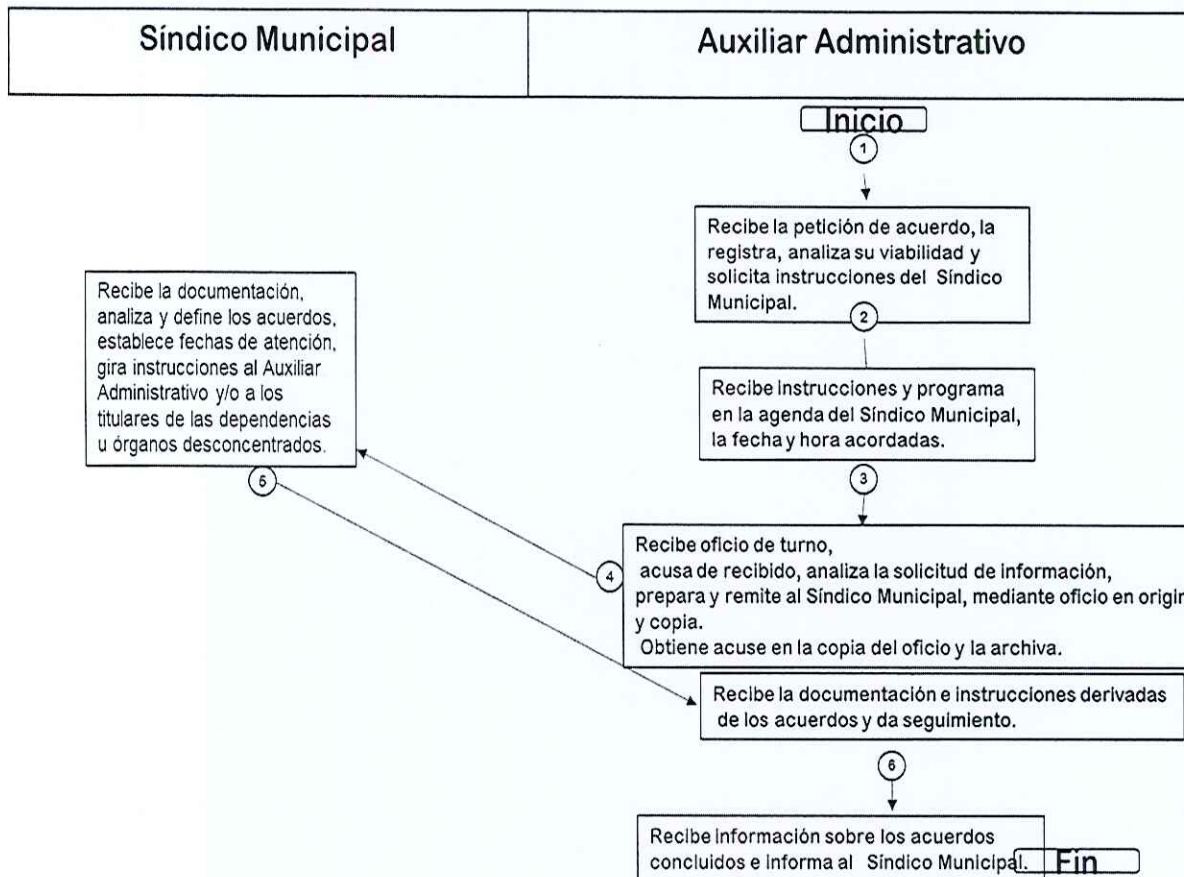 Síndico Municipal
Auxiliar Administrativo
Inicio
1
Recibe la petición de acuerdo, la
registra, analiza su viabilidad y
solicita instrucciones del Síndico
Municipal.
2
Recibe instrucciones y programa
en la agenda del Síndico Municipal,
la fecha y hora acordadas.
3
Recibe oficio de turno,
acusa de recibido, analiza la solicitud de información,
prepara y remite al Síndico Municipal, mediante oficio en origin
y copia.
Obtiene acuse en la copia del oficio y la archiva.
4
Recibe la documentación,
analiza y define los acuerdos,
establece fechas de atención,
gira instrucciones al Auxiliar
Administrativo y/o a los
titulares de las dependencias
u órganos desconcentrados.
5
Recibe la documentación e instrucciones derivadas
de los acuerdos y da seguimiento.
6
Recibe información sobre los acuerdos
concluidos e informa al Síndico Municipal.
Fin